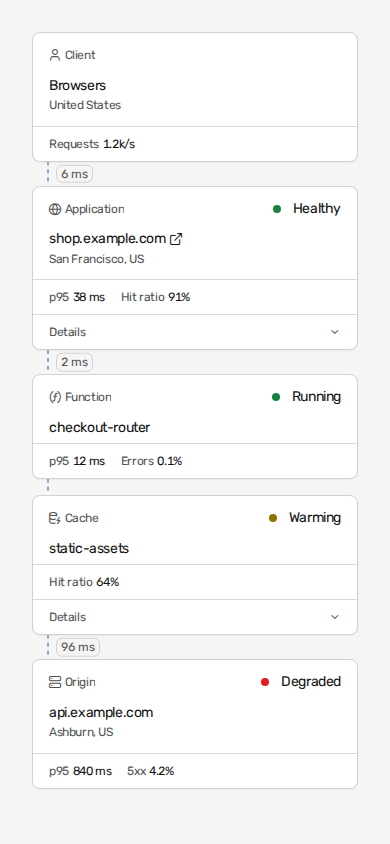 Client
Browsers
United States
Requests 1.2k/s
6 ms
Application Healthy
shop.example.com
San Francisco, US
p95 38 ms Hit ratio 91%
Details
2 ms
Function Running
checkout-router
p95 12 ms Errors 0.1%
Cache Warming
static-assets
Hit ratio 64%
Details
96 ms
Origin Degraded
api.example.com
Ashburn, US
p95 840 ms 5xx 4.2%